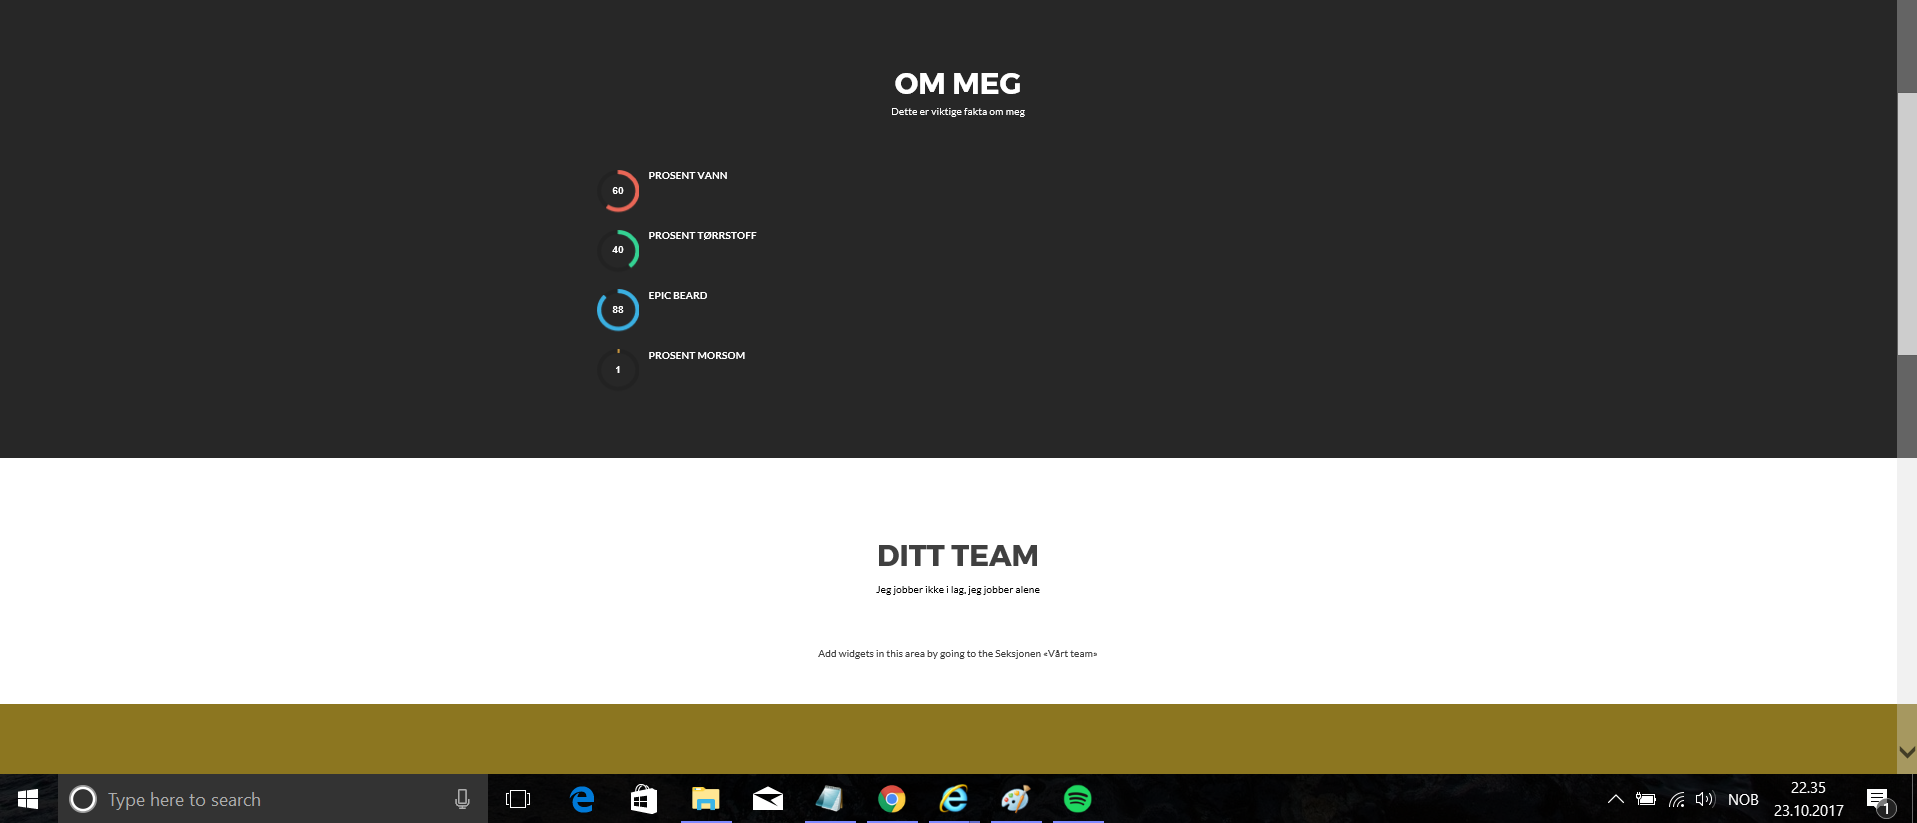 OM MEG
Dette er viktige fakta om meg
60
PROSENT VANN
40
PROSENT TØRRSTOFF
88
EPIC BEARD
1
PROSENT MORSOM
DITT TEAM
Jeg jobber ikke i lag, jeg jobber alene
Add widgets in this area by going to the Seksjonen «Vårt team»
Type here to search
NOB
22.35
23.10.2017
1